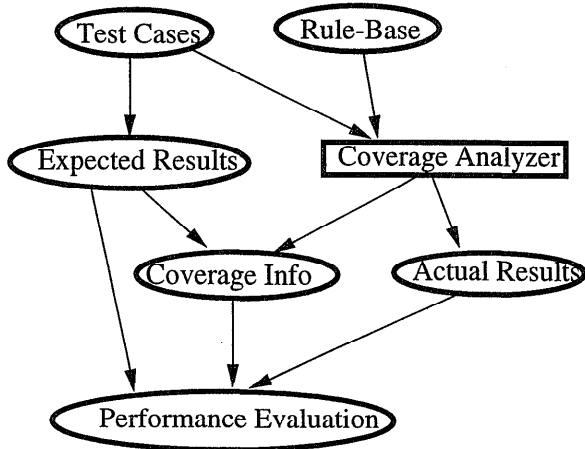 Test Cases
Rule-Base
Expected Results
Coverage Analyzer
Coverage Info
Actual Results
Performance Evaluation